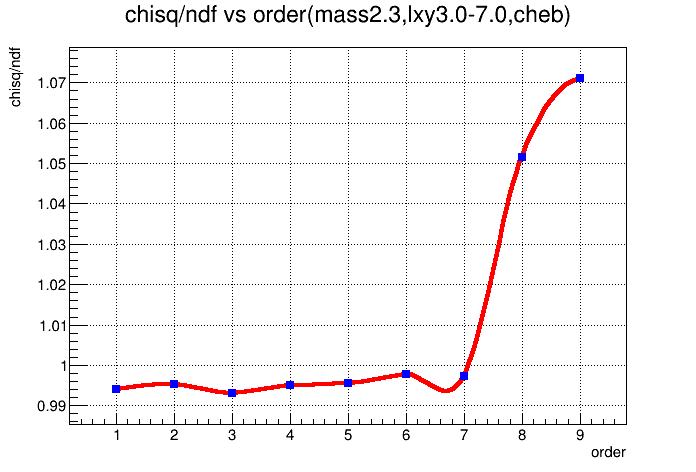 chisq/ndf vs order(mass2.3,lxy3.0-7.0,cheb)
chisq/ndf
1.07
1.06
1.05
1.04
1.03
1.02
1.01
1
0.99
1 2 3 4 5 6 7 8 9
order